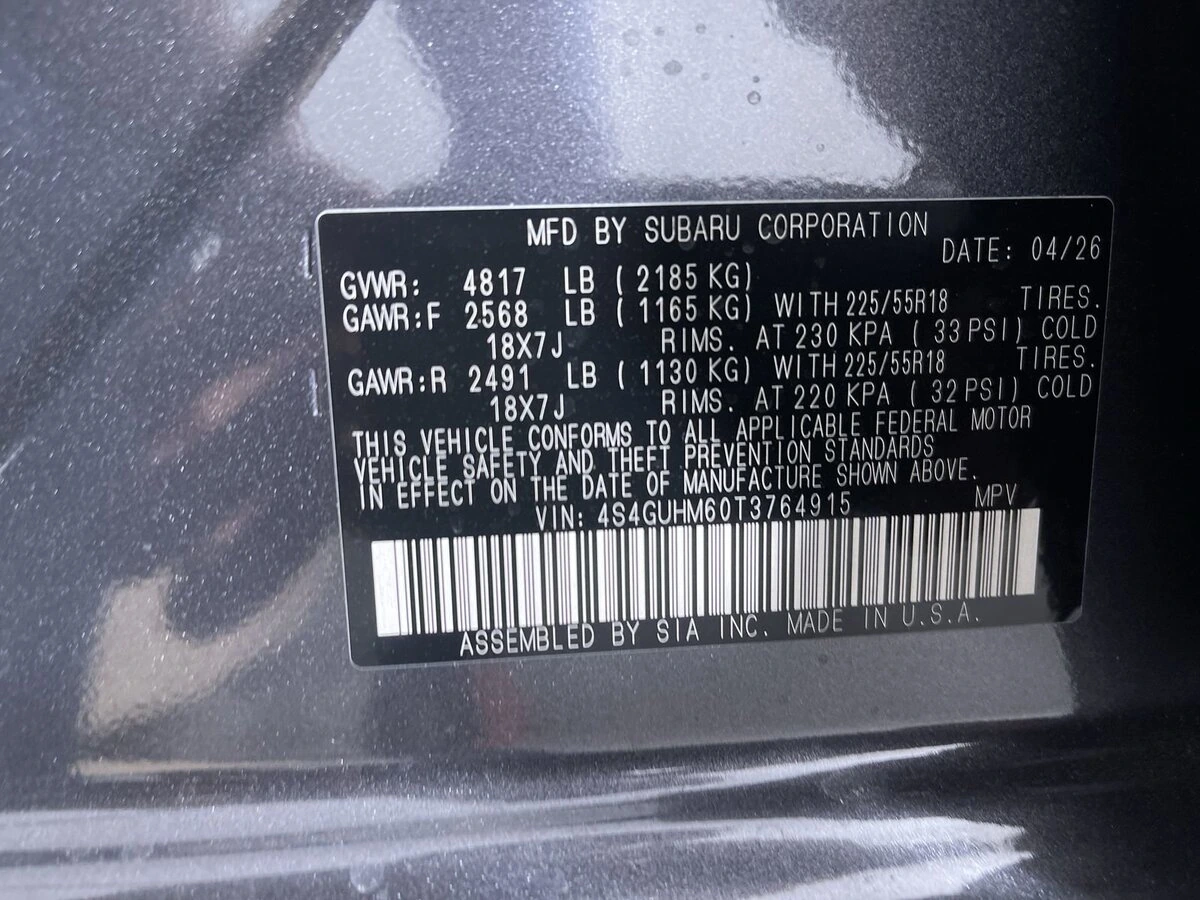 MFD BY SUBARU CORPORATION
DATE: 04/26
GVWR: 4817 LB ( 2185 KG)
GAWR:F 2568 LB ( 1165 KG) WITH 225/55R18 TIRES.
18X7J RIMS. AT 230 KPA ( 33 PSI) COLD
GAWR:R 2491 LB ( 1130 KG) WITH 225/55R18 TIRES.
18X7J RIMS. AT 220 KPA ( 32 PSI) COLD
THIS VEHICLE CONFORMS TO ALL APPLICABLE FEDERAL MOTOR
VEHICLE SAFETY AND THEFT PREVENTION STANDARDS
IN EFFECT ON THE DATE OF MANUFACTURE SHOWN ABOVE.
VIN: 4S4GUHM60T3764915 MPV
ASSEMBLED BY SIA INC. MADE IN U.S.A.